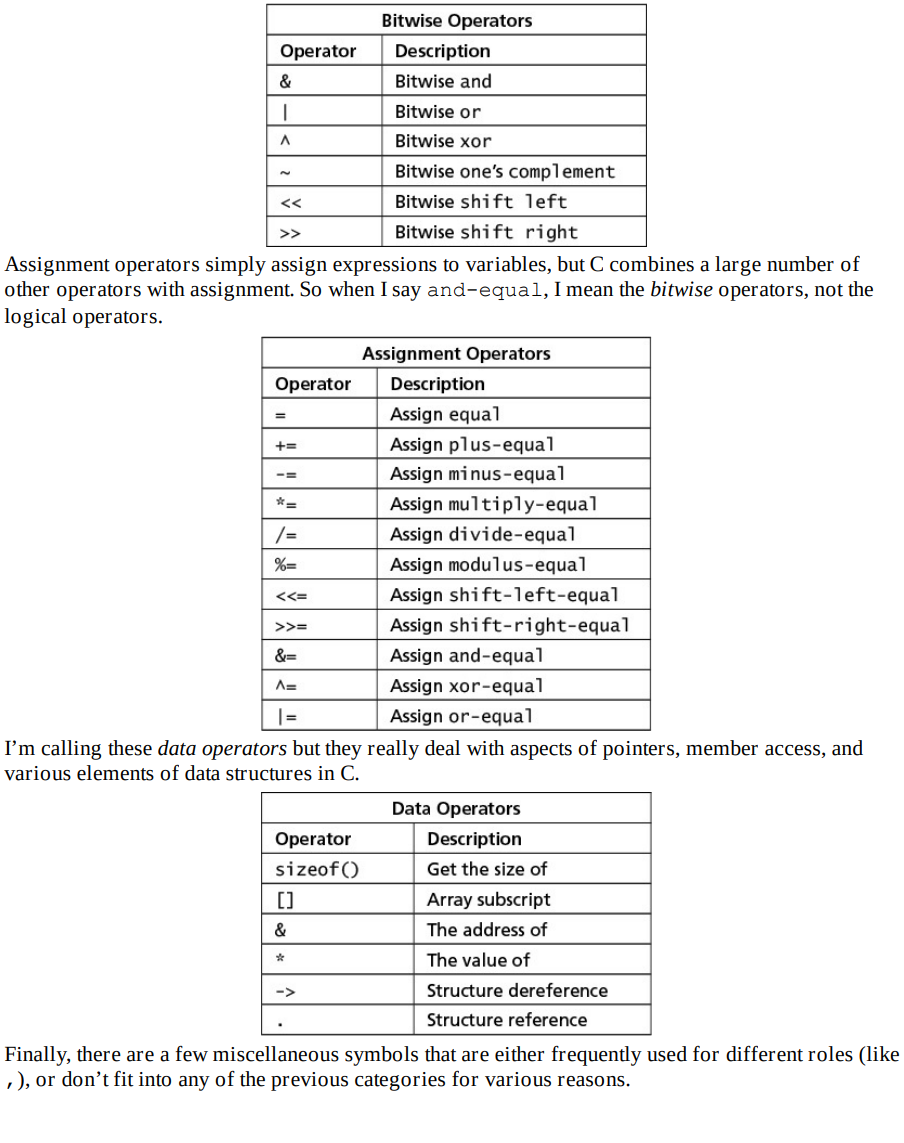 Bitwise Operators
Operator Description
& Bitwise and
| Bitwise or
^ Bitwise xor
~ Bitwise one’s complement
<< Bitwise shift left
>> Bitwise shift right
Assignment operators simply assign expressions to variables, but C combines a large number of
other operators with assignment. So when I say and-equal, I mean the bitwise operators, not the
logical operators.
Assignment Operators
Operator Description
= Assign equal
+= Assign plus-equal
-= Assign minus-equal
*= Assign multiply-equal
/= Assign divide-equal
%= Assign modulus-equal
<<= Assign shift-left-equal
>>= Assign shift-right-equal
&= Assign and-equal
^= Assign xor-equal
|= Assign or-equal
I’m calling these data operators but they really deal with aspects of pointers, member access, and
various elements of data structures in C.
Data Operators
Operator Description
sizeof() Get the size of
[] Array subscript
& The address of
* The value of
-> Structure dereference
. Structure reference
Finally, there are a few miscellaneous symbols that are either frequently used for different roles (like
,), or don’t fit into any of the previous categories for various reasons.